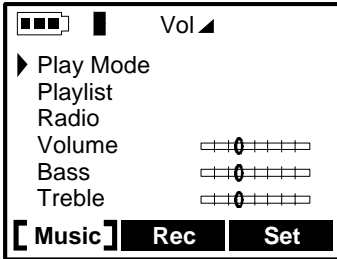 Vol
Play Mode
Playlist
Radio
Volume
Bass
Treble
Music Rec Set